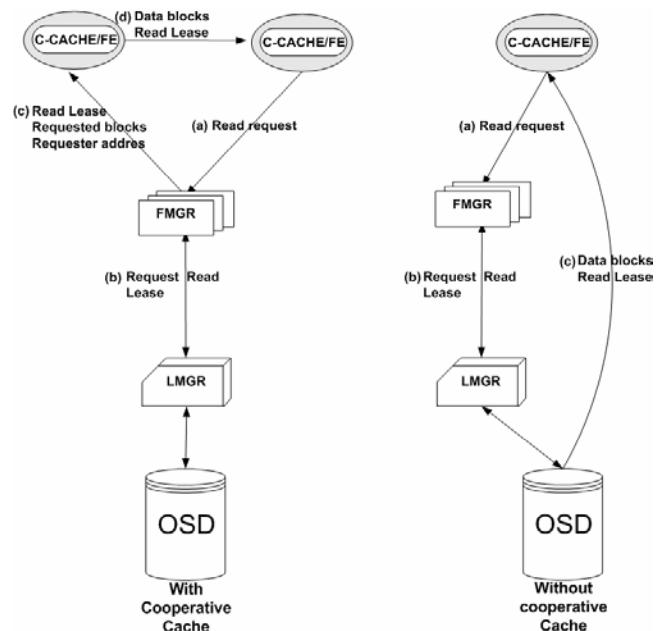 (d) Data blocks
Read Lease
C-CACHE/FE
C-CACHE/FE
(c) Read Lease
Requested blocks
Requester addres
(a) Read request
FMGR
(b) Request Read
Lease
LMGR
OSD
With
Cooperative
Cache
C-CACHE/FE
(a) Read request
FMGR
(b) Request Read
Lease
(c) Data blocks
Read Lease
LMGR
OSD
Without
cooperative
Cache